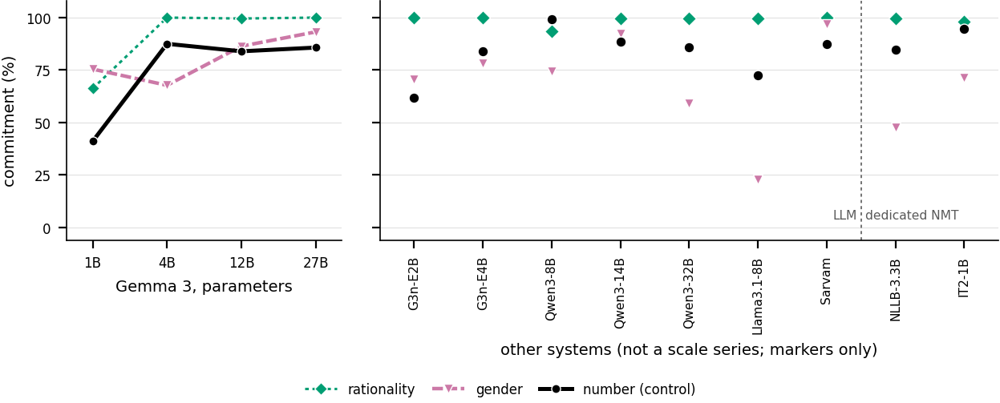 commitment (%)
100
75
50
25
0
1B 4B 12B 27B
Gemma 3, parameters
LLM dedicated NMT
G3n-E2B
G3n-E4B
Qwen3-8B
Qwen3-14B
Qwen3-32B
Llama3.1-8B
Sarvam
NLLB-3.3B
IT2-1B
other systems (not a scale series; markers only)
rationality gender number (control)